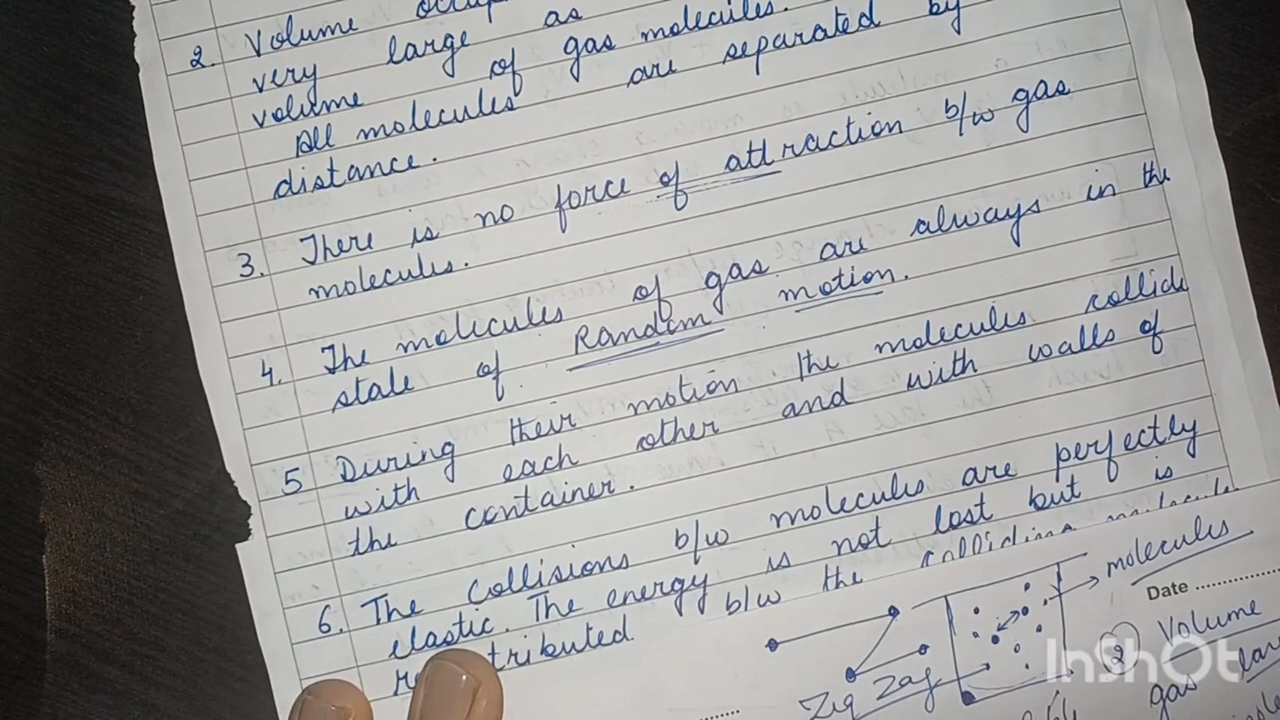 2. Volume
very large as
volume of gas molecules.
All molecules are separated by
distance.
3. There is no force of attraction b/w gas
molecules.
4. The molecules of gas are always in the
state of Random motion.
5 During their motion the molecules collide
with each other and with walls of
the container.
6. The Collisions b/w molecules are perfectly
elastic. The energy is not lost but is
b/w the colliding
molecules
Zig Zag
Date
② Volume
gas
InShOt